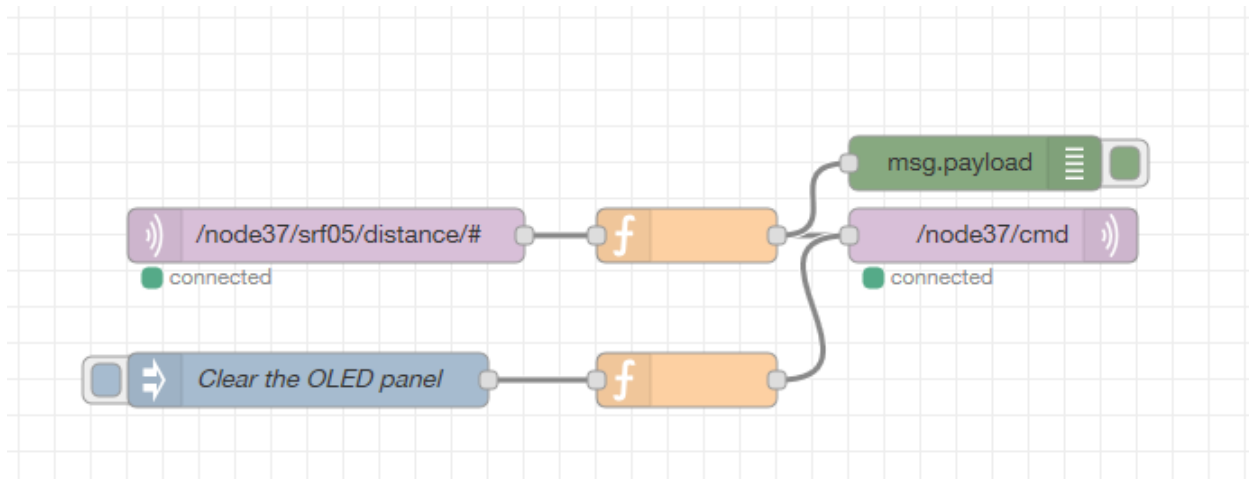 msg.payload
/node37/srf05/distance/#
/node37/cmd
connected
connected
Clear the OLED panel